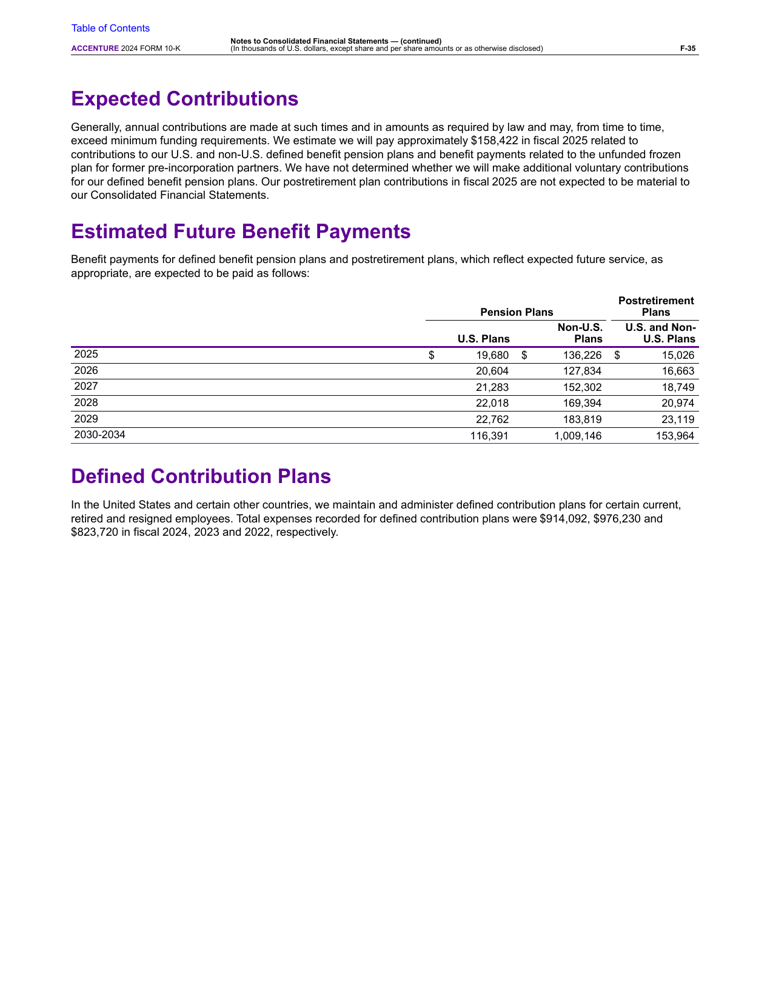 Table of Contents
ACCENTURE 2024 FORM 10-K
Notes to Consolidated Financial Statements — (continued)
(In thousands of U.S. dollars, except share and per share amounts or as otherwise disclosed)
F-35
Expected Contributions
Generally, annual contributions are made at such times and in amounts as required by law and may, from time to time,
exceed minimum funding requirements. We estimate we will pay approximately $158,422 in fiscal 2025 related to
contributions to our U.S. and non-U.S. defined benefit pension plans and benefit payments related to the unfunded frozen
plan for former pre-incorporation partners. We have not determined whether we will make additional voluntary contributions
for our defined benefit pension plans. Our postretirement plan contributions in fiscal 2025 are not expected to be material to
our Consolidated Financial Statements.
Estimated Future Benefit Payments
Benefit payments for defined benefit pension plans and postretirement plans, which reflect expected future service, as
appropriate, are expected to be paid as follows:
Pension Plans
Postretirement
Plans
U.S. Plans
Non-U.S.
Plans
U.S. and Non-
U.S. Plans
2025 $ 19,680 $ 136,226 $ 15,026
2026 20,604 127,834 16,663
2027 21,283 152,302 18,749
2028 22,018 169,394 20,974
2029 22,762 183,819 23,119
2030-2034 116,391 1,009,146 153,964
Defined Contribution Plans
In the United States and certain other countries, we maintain and administer defined contribution plans for certain current,
retired and resigned employees. Total expenses recorded for defined contribution plans were $914,092, $976,230 and
$823,720 in fiscal 2024, 2023 and 2022, respectively.